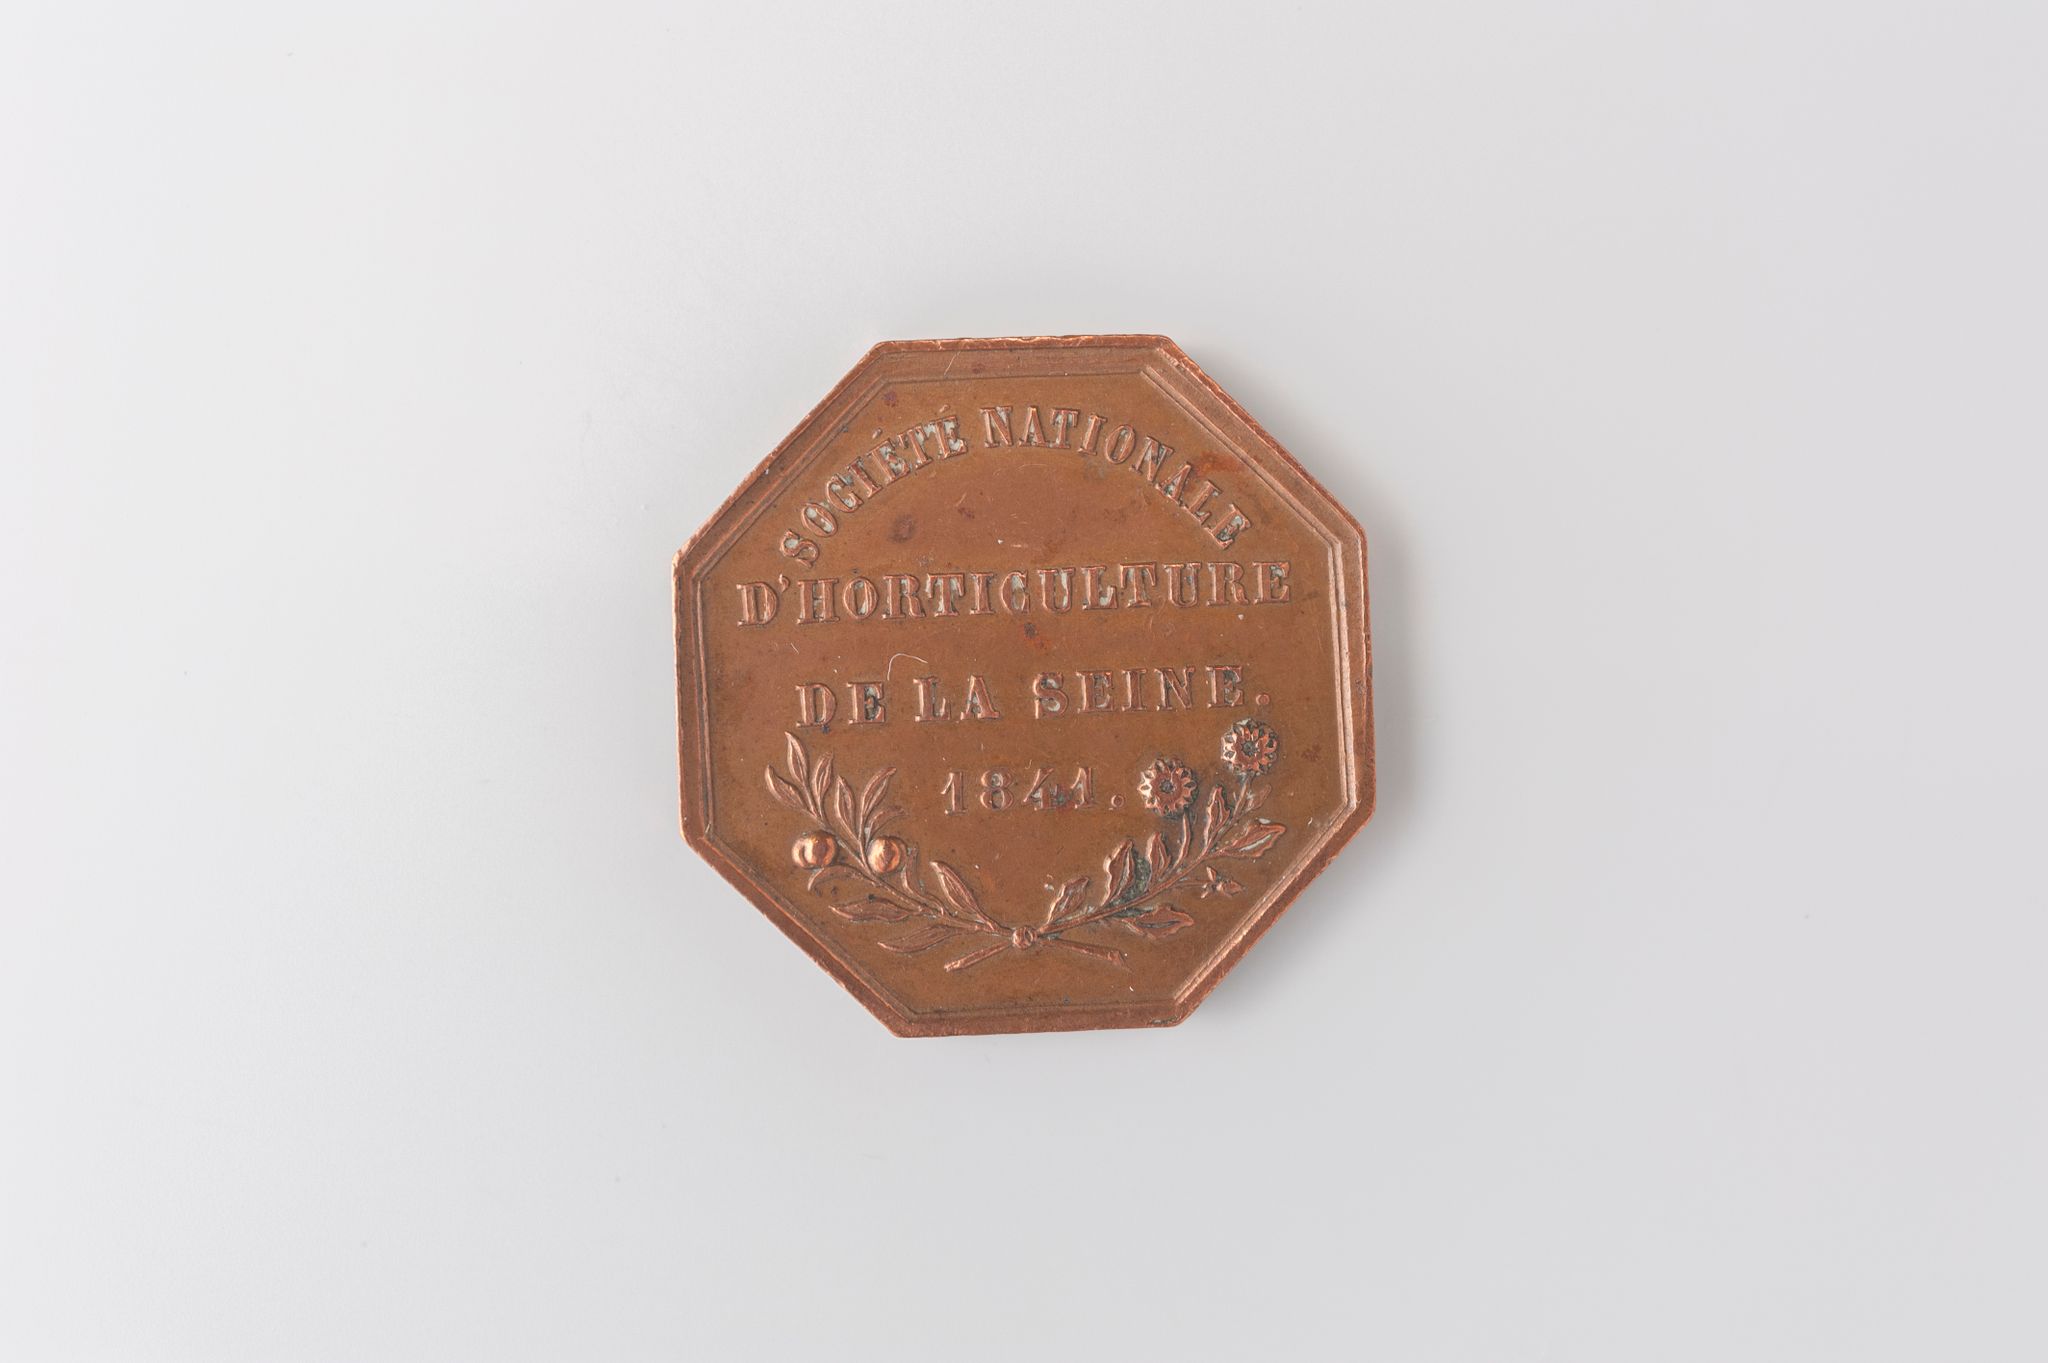 SOCIÉTÉ NATIONALE
D'HORTICULTURE
DE LA SEINE.
1841.